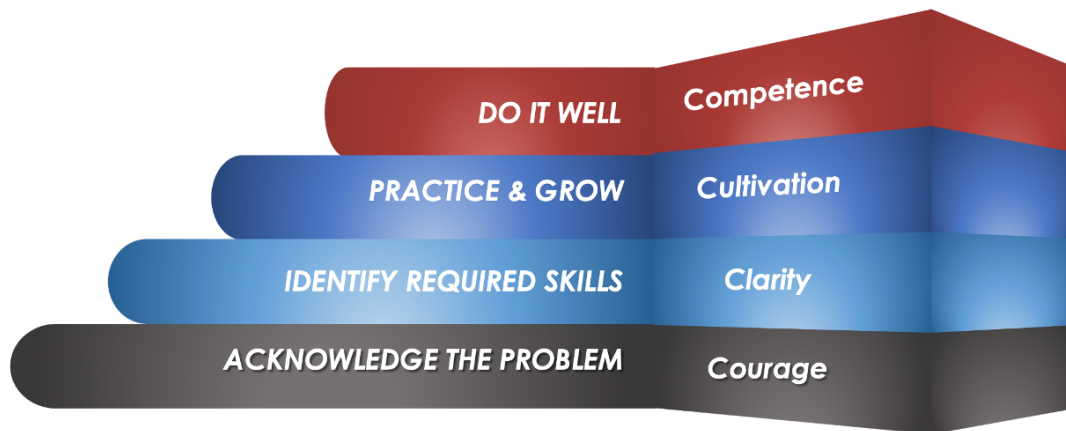 DO IT WELL Competence
PRACTICE & GROW Cultivation
IDENTIFY REQUIRED SKILLS Clarity
ACKNOWLEDGE THE PROBLEM Courage